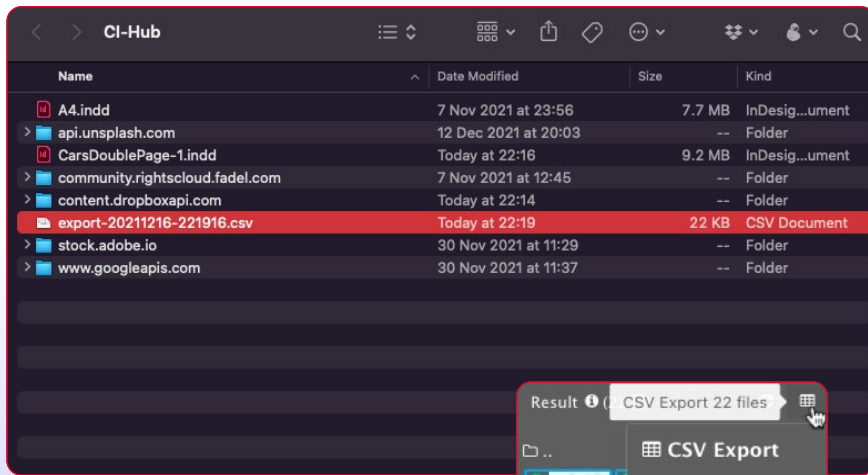 CI-Hub
Name Date Modified Size Kind
A4.indd 7 Nov 2021 at 23:56 7.7 MB InDesig...ument
api.unsplash.com 12 Dec 2021 at 20:03 -- Folder
CarsDoublePage-1.indd Today at 22:16 9.2 MB InDesig...ument
community.rightscloud.fadel.com 7 Nov 2021 at 12:45 -- Folder
content.dropboxapi.com Today at 22:14 -- Folder
export-20211216-221916.csv Today at 22:19 22 KB CSV Document
stock.adobe.io 30 Nov 2021 at 11:29 -- Folder
www.googleapis.com 30 Nov 2021 at 11:37 -- Folder
Result CSV Export 22 files
.. CSV Export